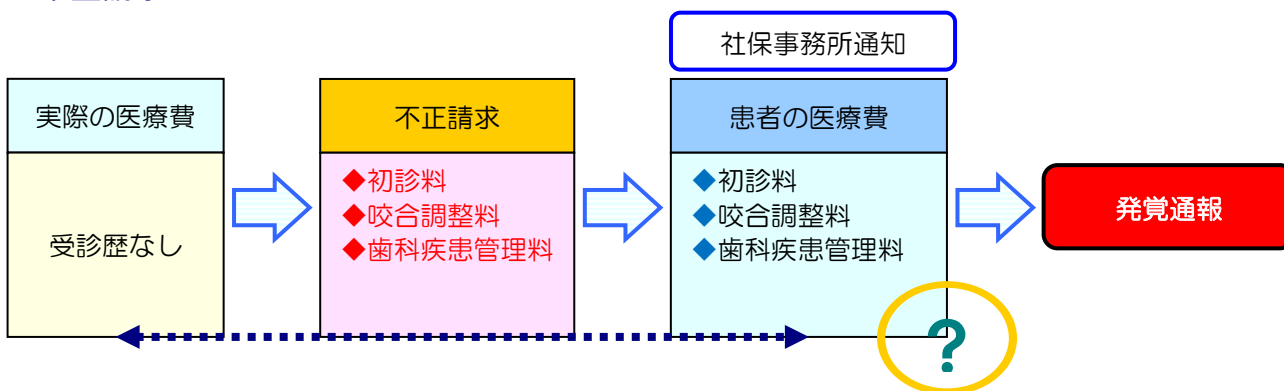 社保事務所通知
実際の医療費
不正請求
患者の医療費
受診歴なし
◆初診料
◆咬合調整料
◆歯科疾患管理料
◆初診料
◆咬合調整料
◆歯科疾患管理料
発覚通報
?